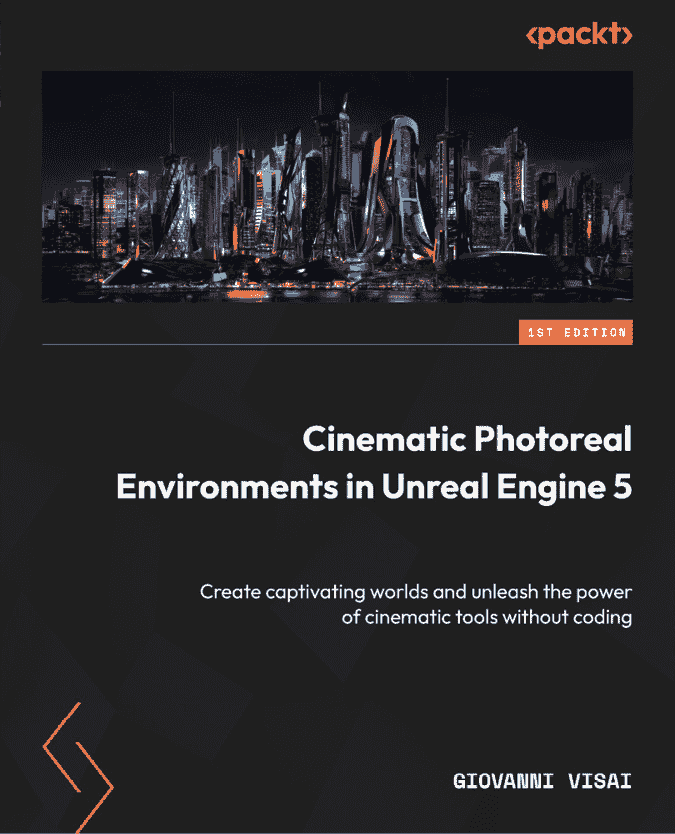 <packt>
1ST EDITION
Cinematic Photoreal
Environments in Unreal Engine 5
Create captivating worlds and unleash the power
of cinematic tools without coding
GIOVANNI VISAI